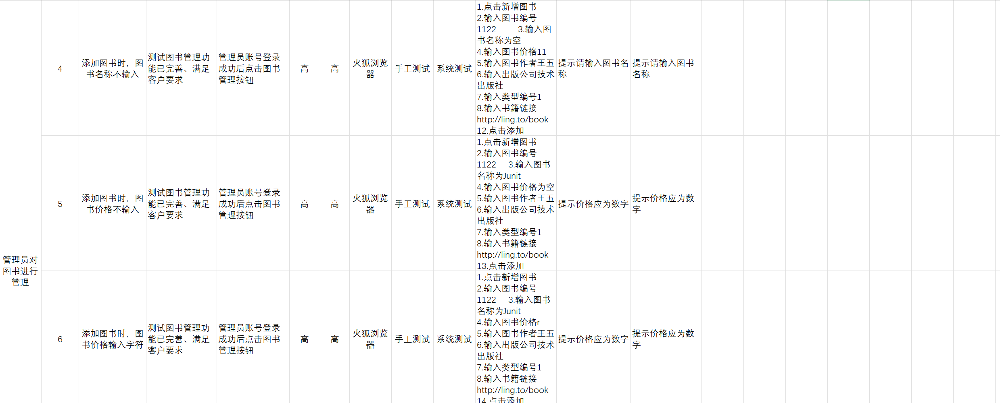 管理员对
图书进行
管理
4
添加图书时，图
书名称不输入
测试图书管理功
能已完善、满足
客户要求
管理员账号登录
成功后点击图书
管理按钮
高
高
火狐浏览
器
手工测试
系统测试
1.点击新增图书
2.输入图书编号
1122 3.输入图
书名称为空
4.输入图书价格11
5.输入图书作者王五
6.输入出版公司技术
出版社
7.输入类型编号1
8.输入书籍链接
http://ling.to/book
12.点击添加
提示请输入图书名
称
提示请输入图书
名称
5
添加图书时，图
书价格不输入
测试图书管理功
能已完善、满足
客户要求
管理员账号登录
成功后点击图书
管理按钮
高
高
火狐浏览
器
手工测试
系统测试
1.点击新增图书
2.输入图书编号
1122 3.输入图书
名称为Junit
4.输入图书价格为空
5.输入图书作者王五
6.输入出版公司技术
出版社
7.输入类型编号1
8.输入书籍链接
http://ling.to/book
13.点击添加
提示价格应为数字
提示价格应为数
字
6
添加图书时，图
书价格输入字符
测试图书管理功
能已完善、满足
客户要求
管理员账号登录
成功后点击图书
管理按钮
高
高
火狐浏览
器
手工测试
系统测试
1.点击新增图书
2.输入图书编号
1122 3.输入图书
名称为Junit
4.输入图书价格r
5.输入图书作者王五
6.输入出版公司技术
出版社
7.输入类型编号1
8.输入书籍链接
http://ling.to/book
14.点击添加
提示价格应为数字
提示价格应为数
字